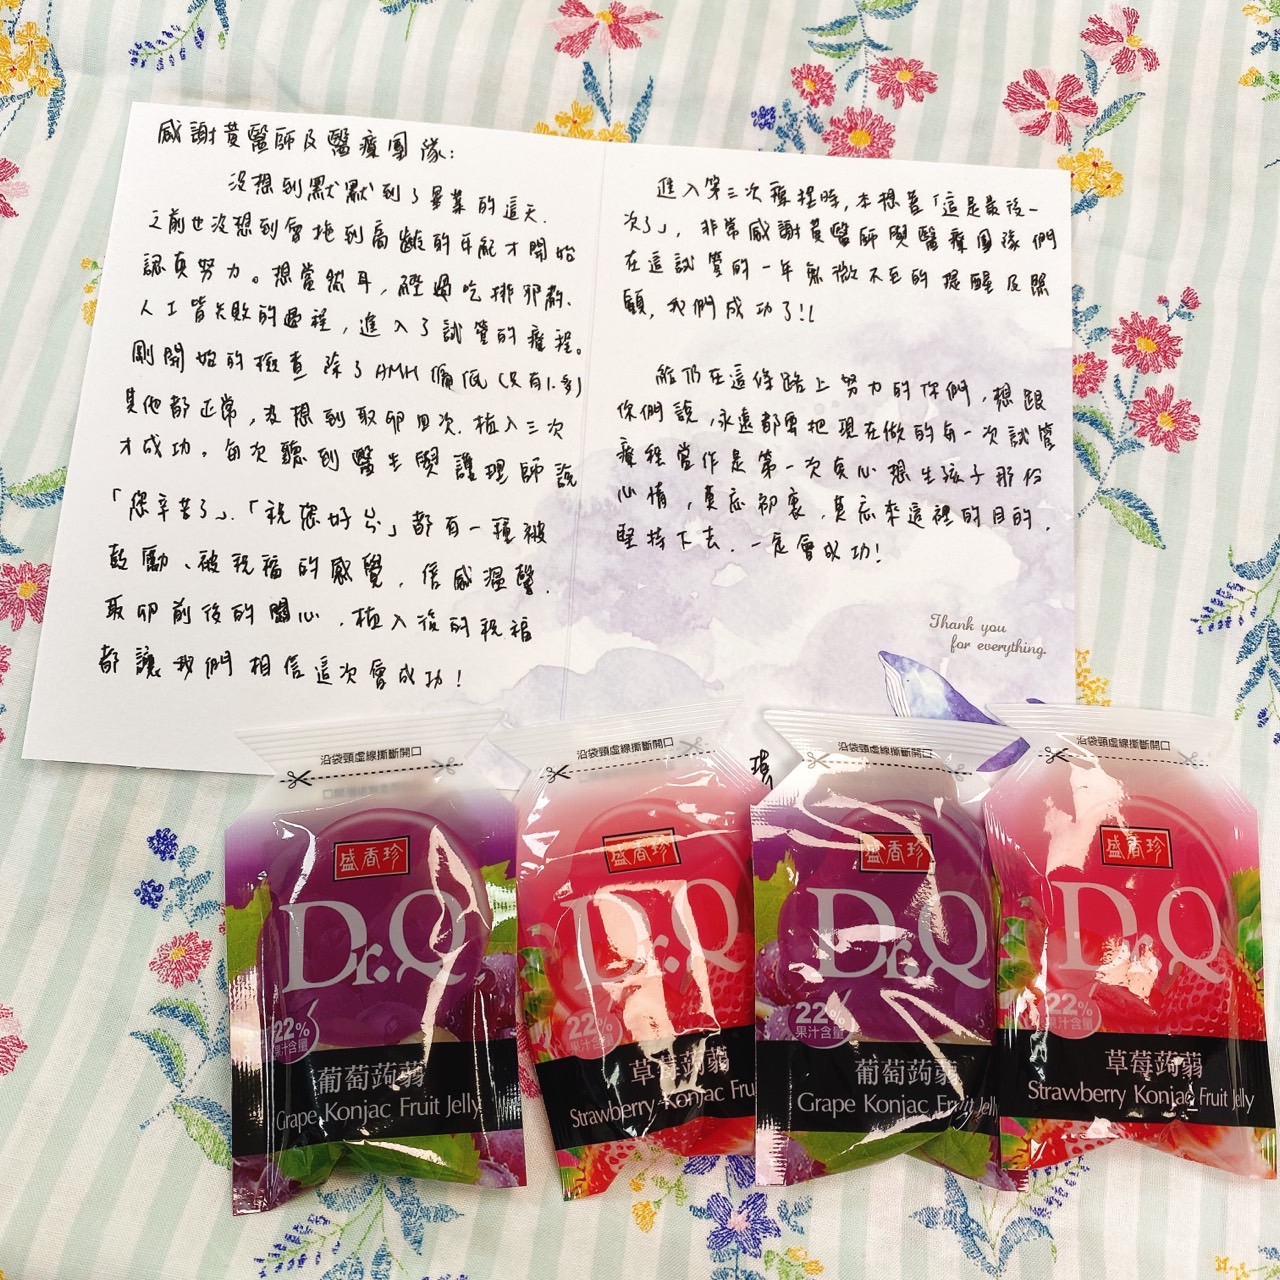 感謝黃醫師及醫療團隊:
沒想到默默到了畢業的這天.
之前也沒想到會拖到高齡的年紀才開始
認真努力。想當然耳,經過吃排卵藥、
人工皆失敗的過程,進入了試管的療程。
剛開始的檢查除了AMH偏低(只有1.多)
其他都正常,沒想到取卵四次.植入三次
才成功。每次聽到醫生與護理師說
「您辛苦了」.「祝您好孕」都有一種被
鼓勵、被祝福的感覺,倍感溫馨.
取卵前後的關心.植入後的祝福
都讓我們相信這次會成功!
進入第三次療程時,本想著「這是最後一
次了」,非常感謝黃醫師與醫療團隊們
在這試管的一年無微不至的提醒及照
顧,我們成功了!!
給仍在這條路上努力的你們,想跟
你們說,永遠都要把現在做的每一次試管
療程當作是第一次真心想生孩子那份
心情,莫忘初衷,莫忘來這裡的目的,
堅持下去.一定會成功!
Thank you
for everything.
沿袋頸虛線撕斷開口
盛香珍
Dr.Q
22%
果汁含量
葡萄蒟蒻
Grape Konjac Fruit Jelly
沿袋頸虛線撕斷開口
盛香珍
Dr.Q
22%
果汁含量
草莓蒟蒻
Strawberry Konjac Fru
沿袋頸虛線撕斷開口
盛香珍
Dr.Q
22%
果汁含量
葡萄蒟蒻
Grape Konjac Fruit Jelly
沿袋頸虛線撕斷開口
盛香珍
Dr.Q
22%
果汁含量
草莓蒟蒻
Strawberry Konjac Fruit Jelly